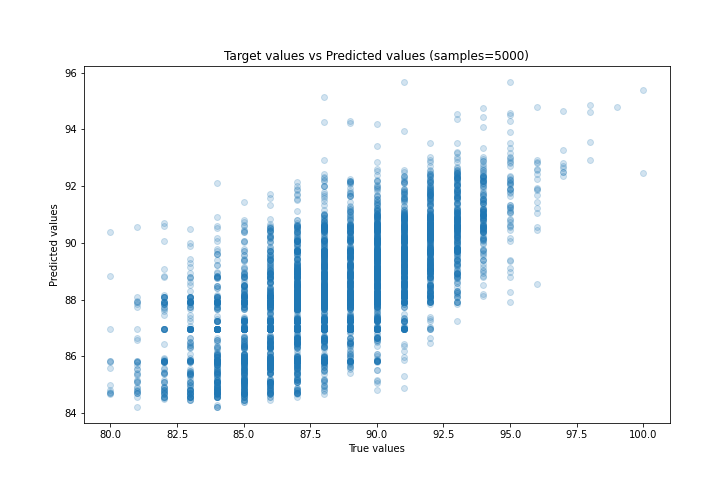 Target values vs Predicted values (samples=5000)
96
94
92
90
88
86
84
Predicted values
80.0 82.5 85.0 87.5 90.0 92.5 95.0 97.5 100.0
True values